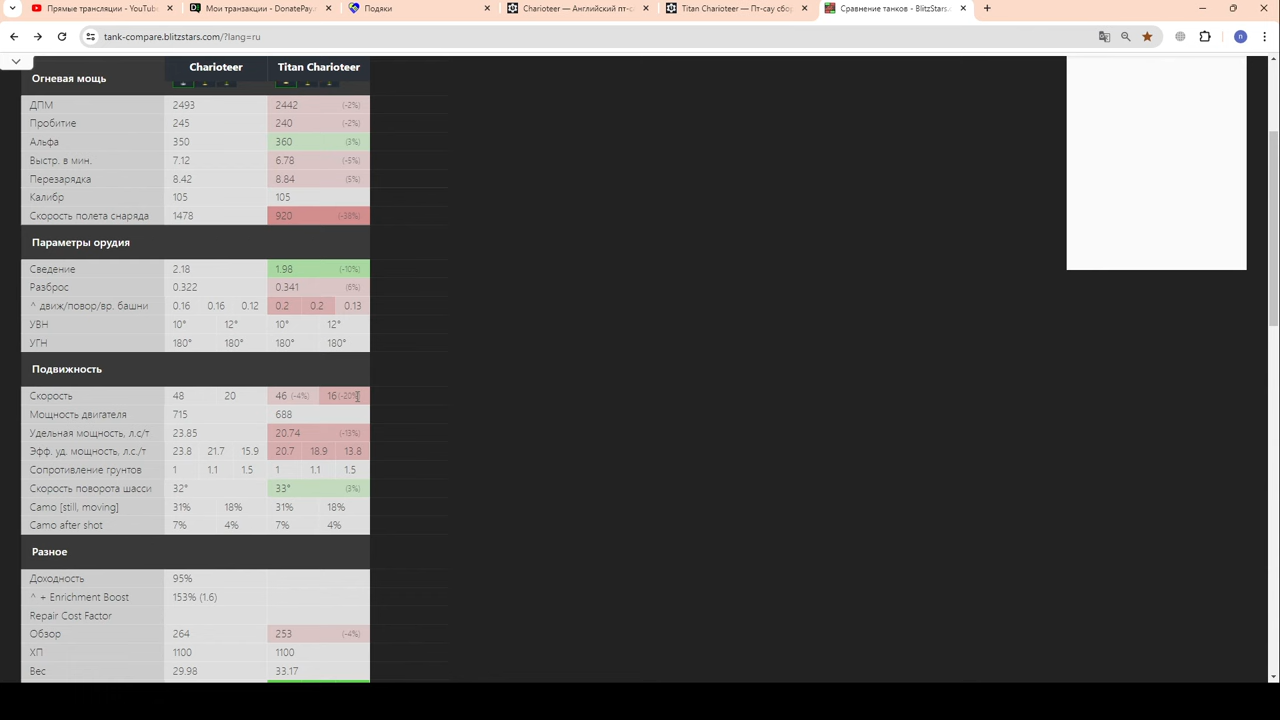 Прямые трансляции - YouTub
Мои транзакции - DonatePay
Подяки
Charioteer — Английский пт-с
Titan Charioteer — Пт-сау сбор
Сравнение танков - BlitzStars
tank-compare.blitzstars.com/?lang=ru
n
Charioteer Titan Charioteer
Огневая мощь
ДПМ 2493 2442 (-2%)
Пробитие 245 240 (-2%)
Альфа 350 360 (3%)
Выстр. в мин. 7.12 6.78 (-5%)
Перезарядка 8.42 8.84 (5%)
Калибр 105 105
Скорость полета снаряда 1478 920 (-38%)
Параметры орудия
Сведение 2.18 1.98 (-10%)
Разброс 0.322 0.341 (6%)
^ движ/повор/вр. башни 0.16 0.16 0.12 0.2 0.2 0.13
УВН 10° 12° 10° 12°
УГН 180° 180° 180° 180°
Подвижность
Скорость 48 20 46 (-4%) 16 (-20%)
Мощность двигателя 715 688
Удельная мощность, л.с/т 23.85 20.74 (-13%)
Эфф. уд. мощность, л.с./т 23.8 21.7 15.9 20.7 18.9 13.8
Сопротивление грунтов 1 1.1 1.5 1 1.1 1.5
Скорость поворота шасси 32° 33° (3%)
Camo [still, moving] 31% 18% 31% 18%
Camo after shot 7% 4% 7% 4%
Разное
Доходность 95%
^ + Enrichment Boost 153% (1.6)
Repair Cost Factor
Обзор 264 253 (-4%)
ХП 1100 1100
Вес 29.98 33.17